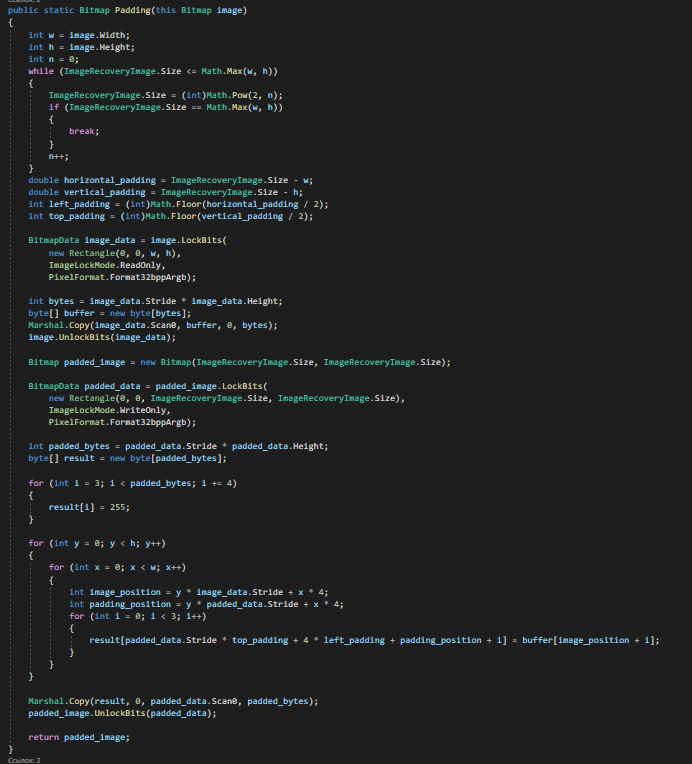 public static Bitmap Padding(this Bitmap image)
{
int w = image.Width;
int h = image.Height;
int n = 0;
while (ImageRecoveryImage.Size <= Math.Max(w, h))
{
ImageRecoveryImage.Size = (int)Math.Pow(2, n);
if (ImageRecoveryImage.Size == Math.Max(w, h))
{
break;
}
n++;
}
double horizontal_padding = ImageRecoveryImage.Size - w;
double vertical_padding = ImageRecoveryImage.Size - h;
int left_padding = (int)Math.Floor(horizontal_padding / 2);
int top_padding = (int)Math.Floor(vertical_padding / 2);
BitmapData image_data = image.LockBits(
new Rectangle(0, 0, w, h),
ImageLockMode.ReadOnly,
PixelFormat.Format32bppArgb);
int bytes = image_data.Stride * image_data.Height;
byte[] buffer = new byte[bytes];
Marshal.Copy(image_data.Scan0, buffer, 0, bytes);
image.UnlockBits(image_data);
Bitmap padded_image = new Bitmap(ImageRecoveryImage.Size, ImageRecoveryImage.Size);
BitmapData padded_data = padded_image.LockBits(
new Rectangle(0, 0, ImageRecoveryImage.Size, ImageRecoveryImage.Size),
ImageLockMode.WriteOnly,
PixelFormat.Format32bppArgb);
int padded_bytes = padded_data.Stride * padded_data.Height;
byte[] result = new byte[padded_bytes];
for (int i = 3; i < padded_bytes; i += 4)
{
result[i] = 255;
}
for (int y = 0; y < h; y++)
{
for (int x = 0; x < w; x++)
{
int image_position = y * image_data.Stride + x * 4;
int padding_position = y * padded_data.Stride + x * 4;
for (int i = 0; i < 3; i++)
{
result[padded_data.Stride * top_padding + 4 * left_padding + padding_position + i] = buffer[image_position + i];
}
}
}
Marshal.Copy(result, 0, padded_data.Scan0, padded_bytes);
padded_image.UnlockBits(padded_data);
return padded_image;
}
Ссылок: 2